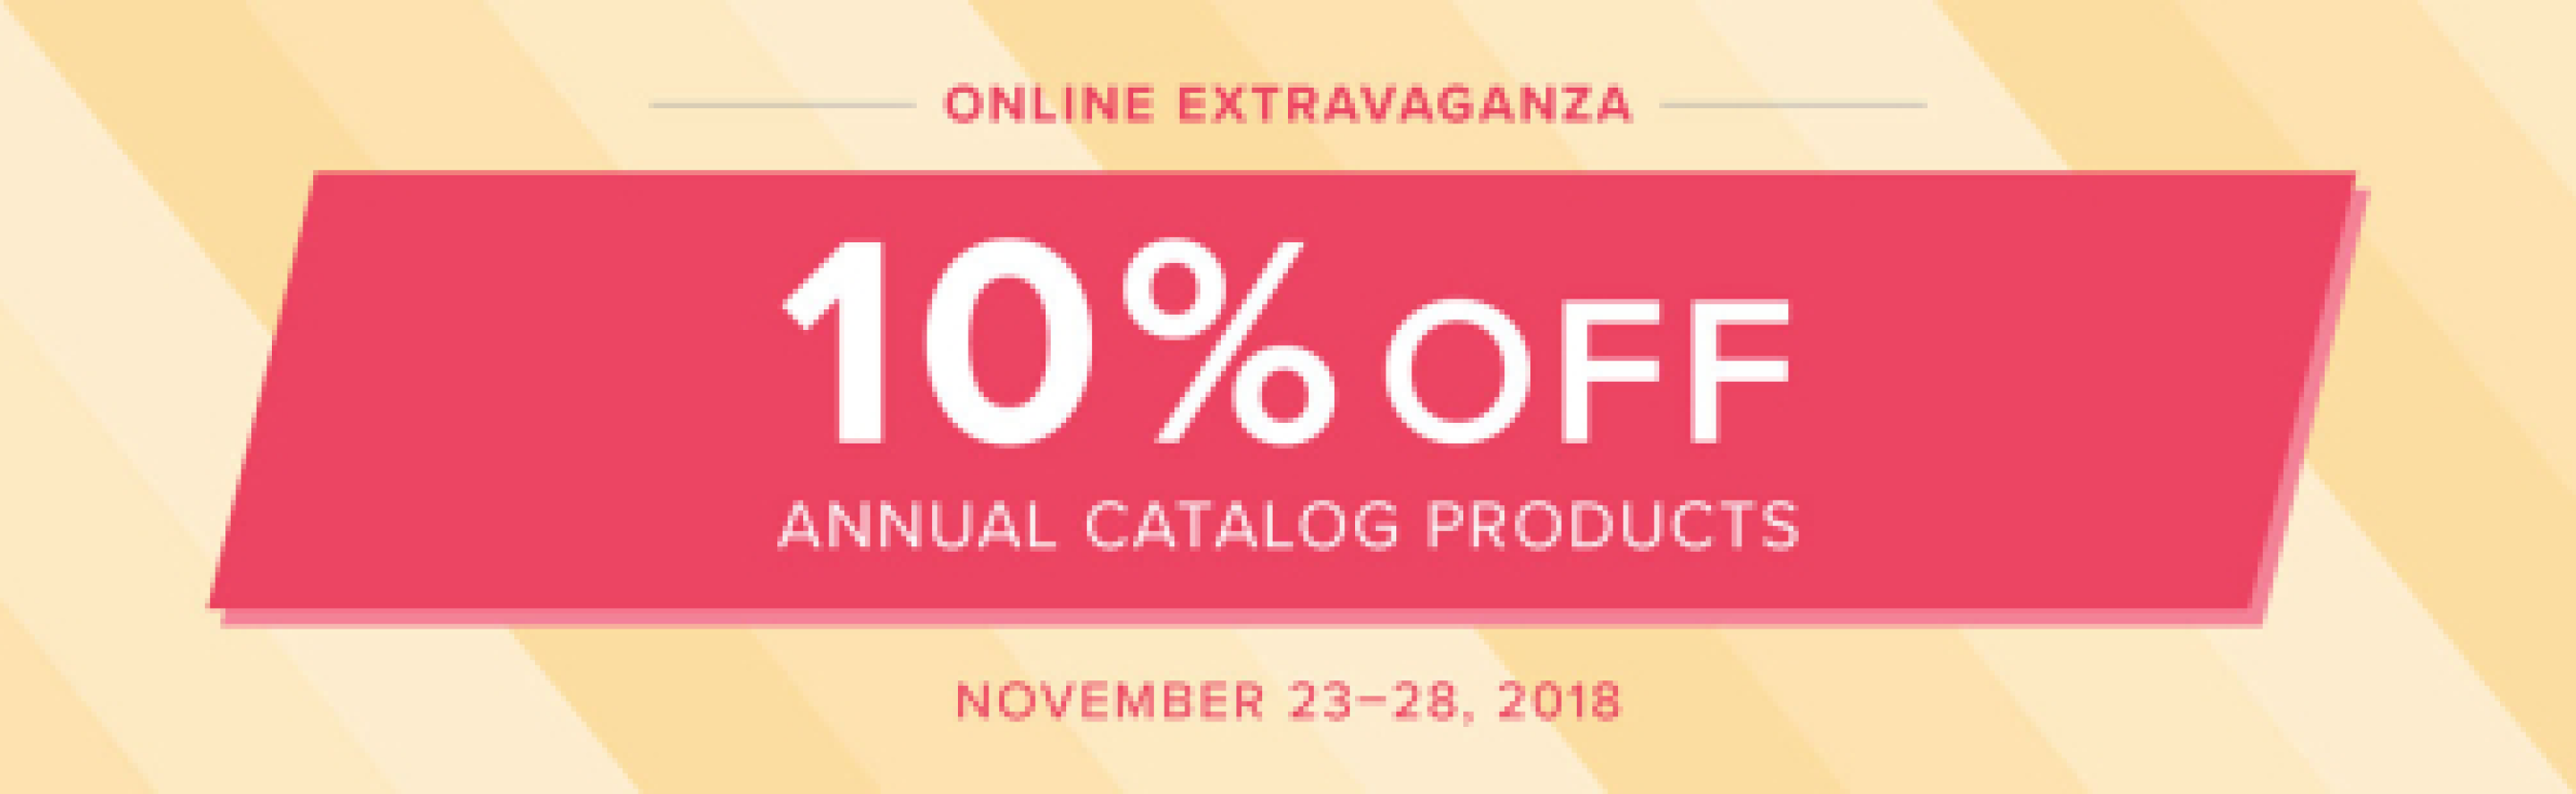 ONLINE EXTRAVAGANZA
10% OFF
ANNUAL CATALOG PRODUCTS
NOVEMBER 23–28, 2018